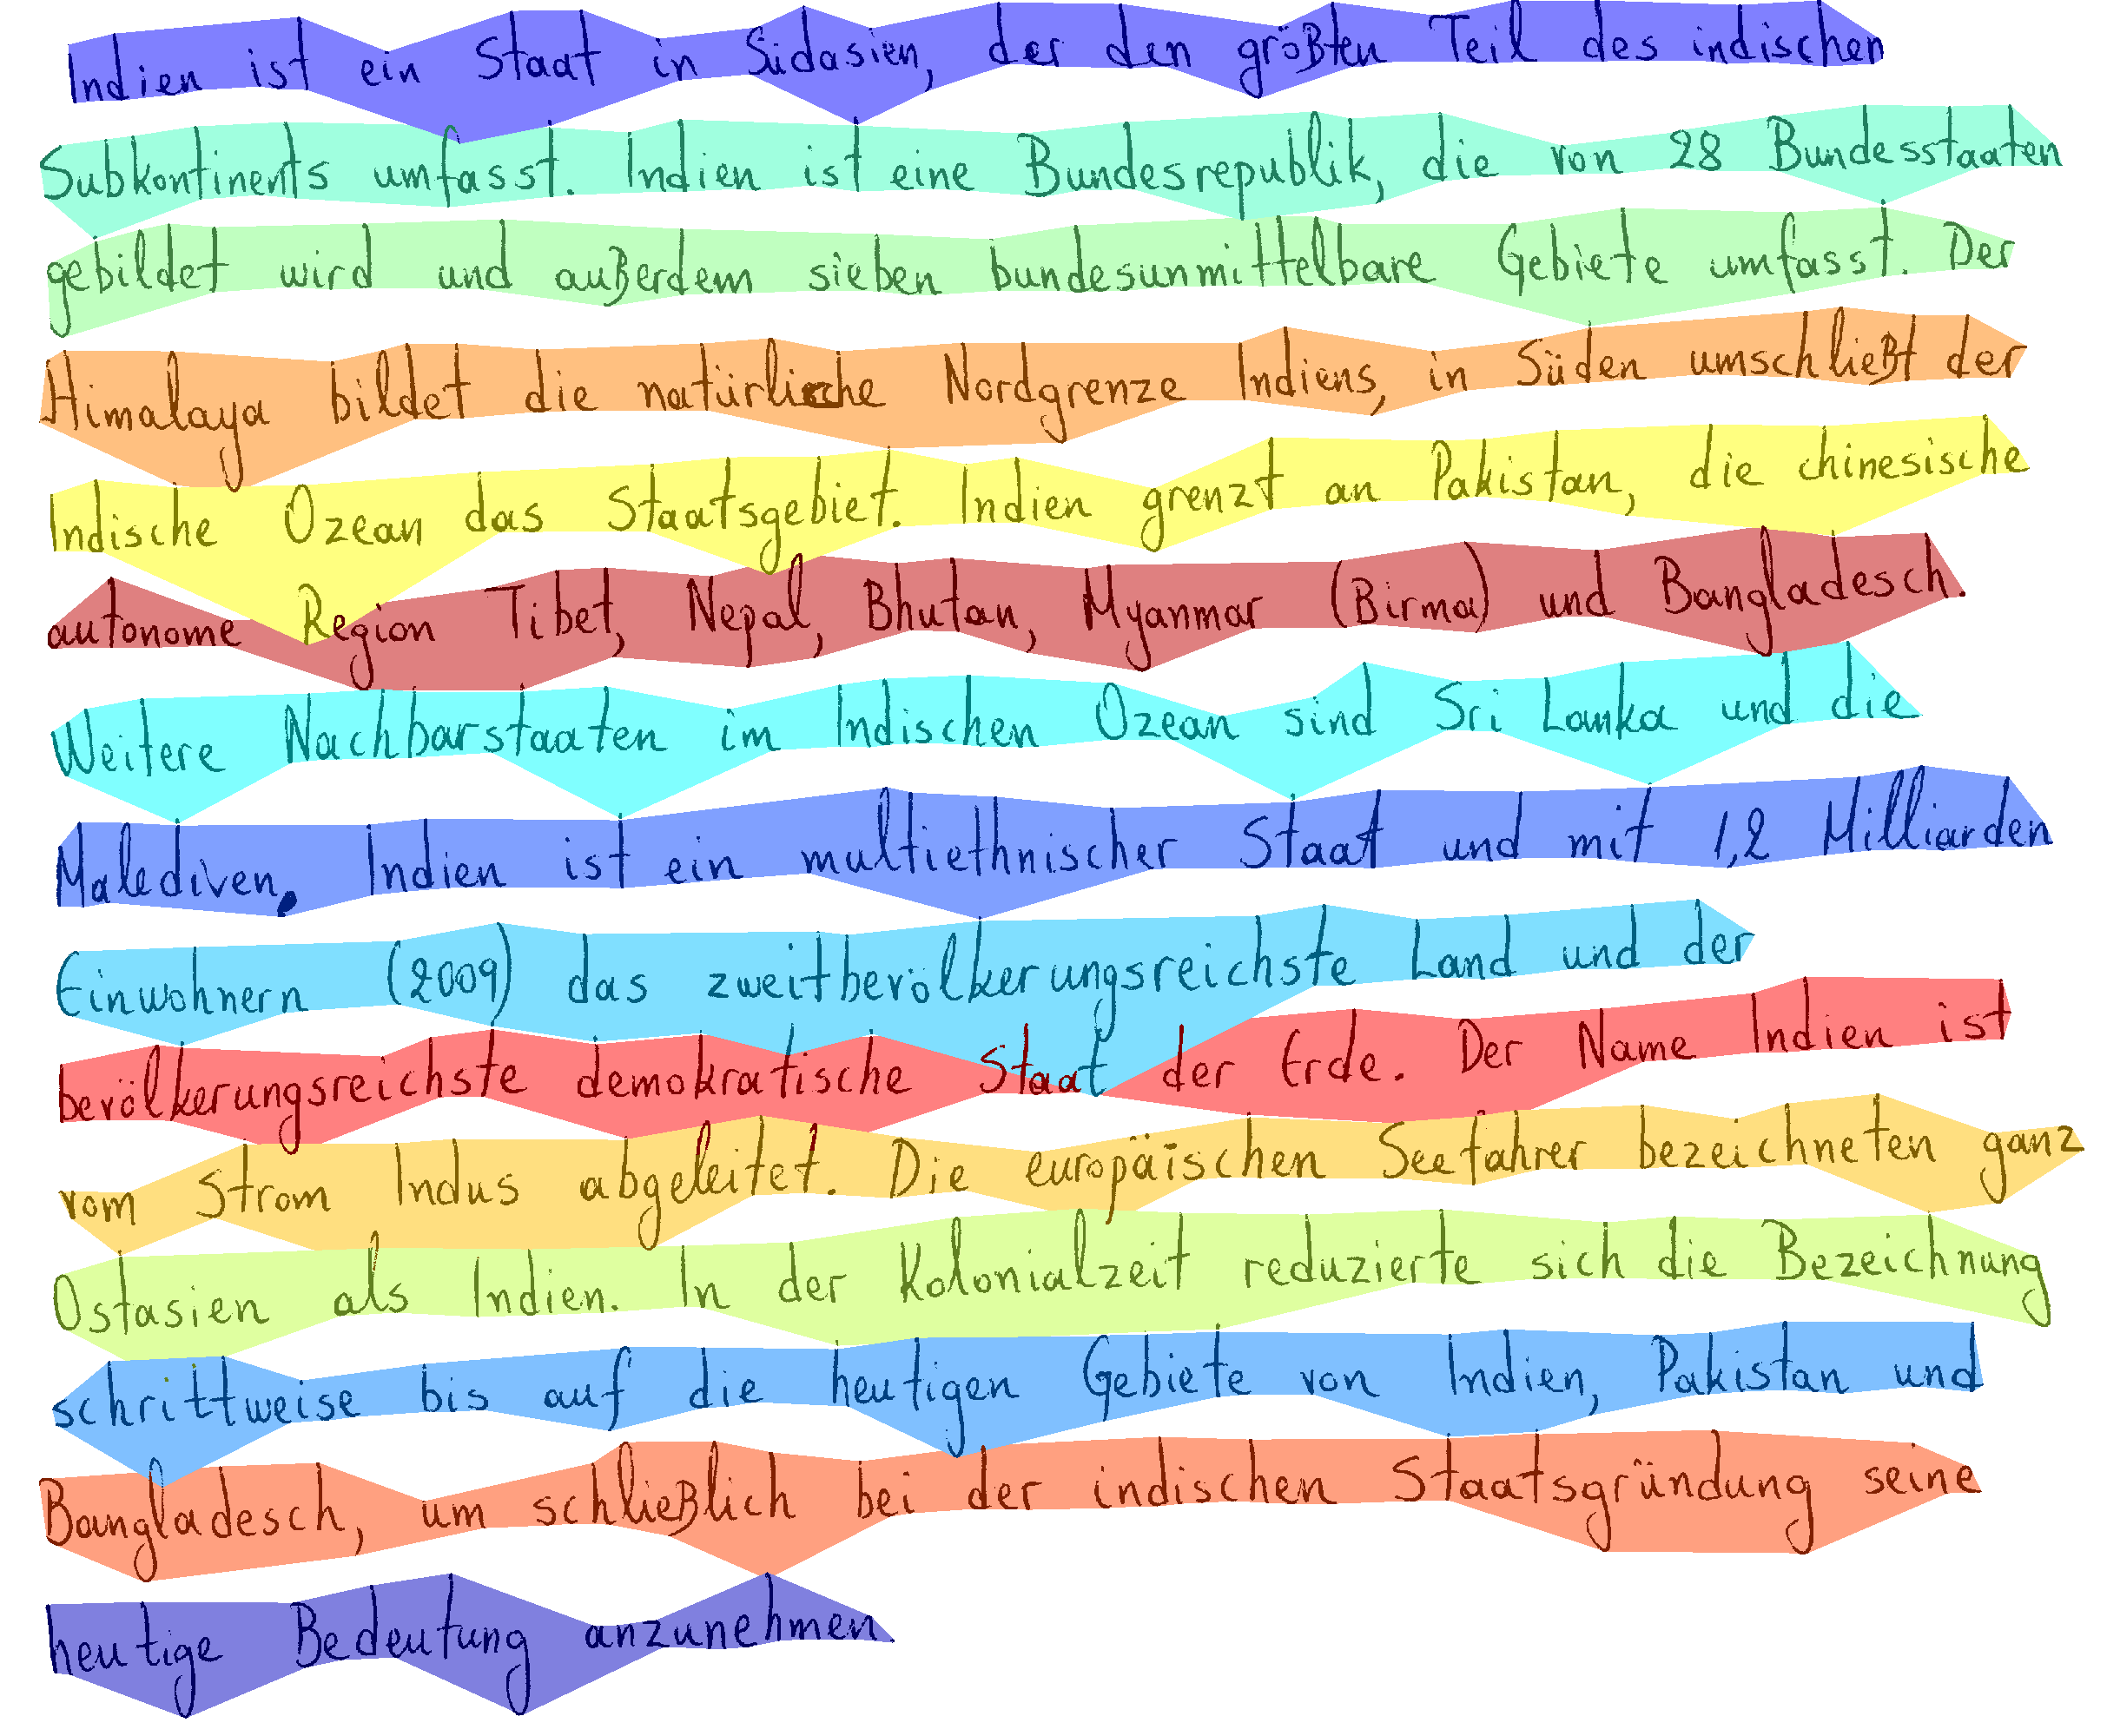 Indien ist ein Staat in Südasien, der den größten Teil des indischen
Subkontinents umfasst. Indien ist eine Bundesrepublik, die von 28 Bundesstaaten
gebildet wird und außerdem sieben bundesunmittelbare Gebiete umfasst. Der
Himalaya bildet die natürliche Nordgrenze Indiens, in Süden umschließt der
Indische Ozean das Staatsgebiet. Indien grenzt an Pakistan, die chinesische
autonome Region Tibet, Nepal, Bhutan, Myanmar (Birma) und Bangladesch.
Weitere Nachbarstaaten im Indischen Ozean sind Sri Lanka und die
Malediven. Indien ist ein multiethnischer Staat und mit 1,2 Milliarden
Einwohnern (2009) das zweitbevölkerungsreichste Land und der
bevölkerungsreichste demokratische Staat der Erde. Der Name Indien ist
vom Strom Indus abgeleitet. Die europäischen Seefahrer bezeichneten ganz
Ostasien als Indien. In der Kolonialzeit reduzierte sich die Bezeichnung
schrittweise bis auf die heutigen Gebiete von Indien, Pakistan und
Bangladesch, um schließlich bei der indischen Staatsgründung seine
heutige Bedeutung anzunehmen